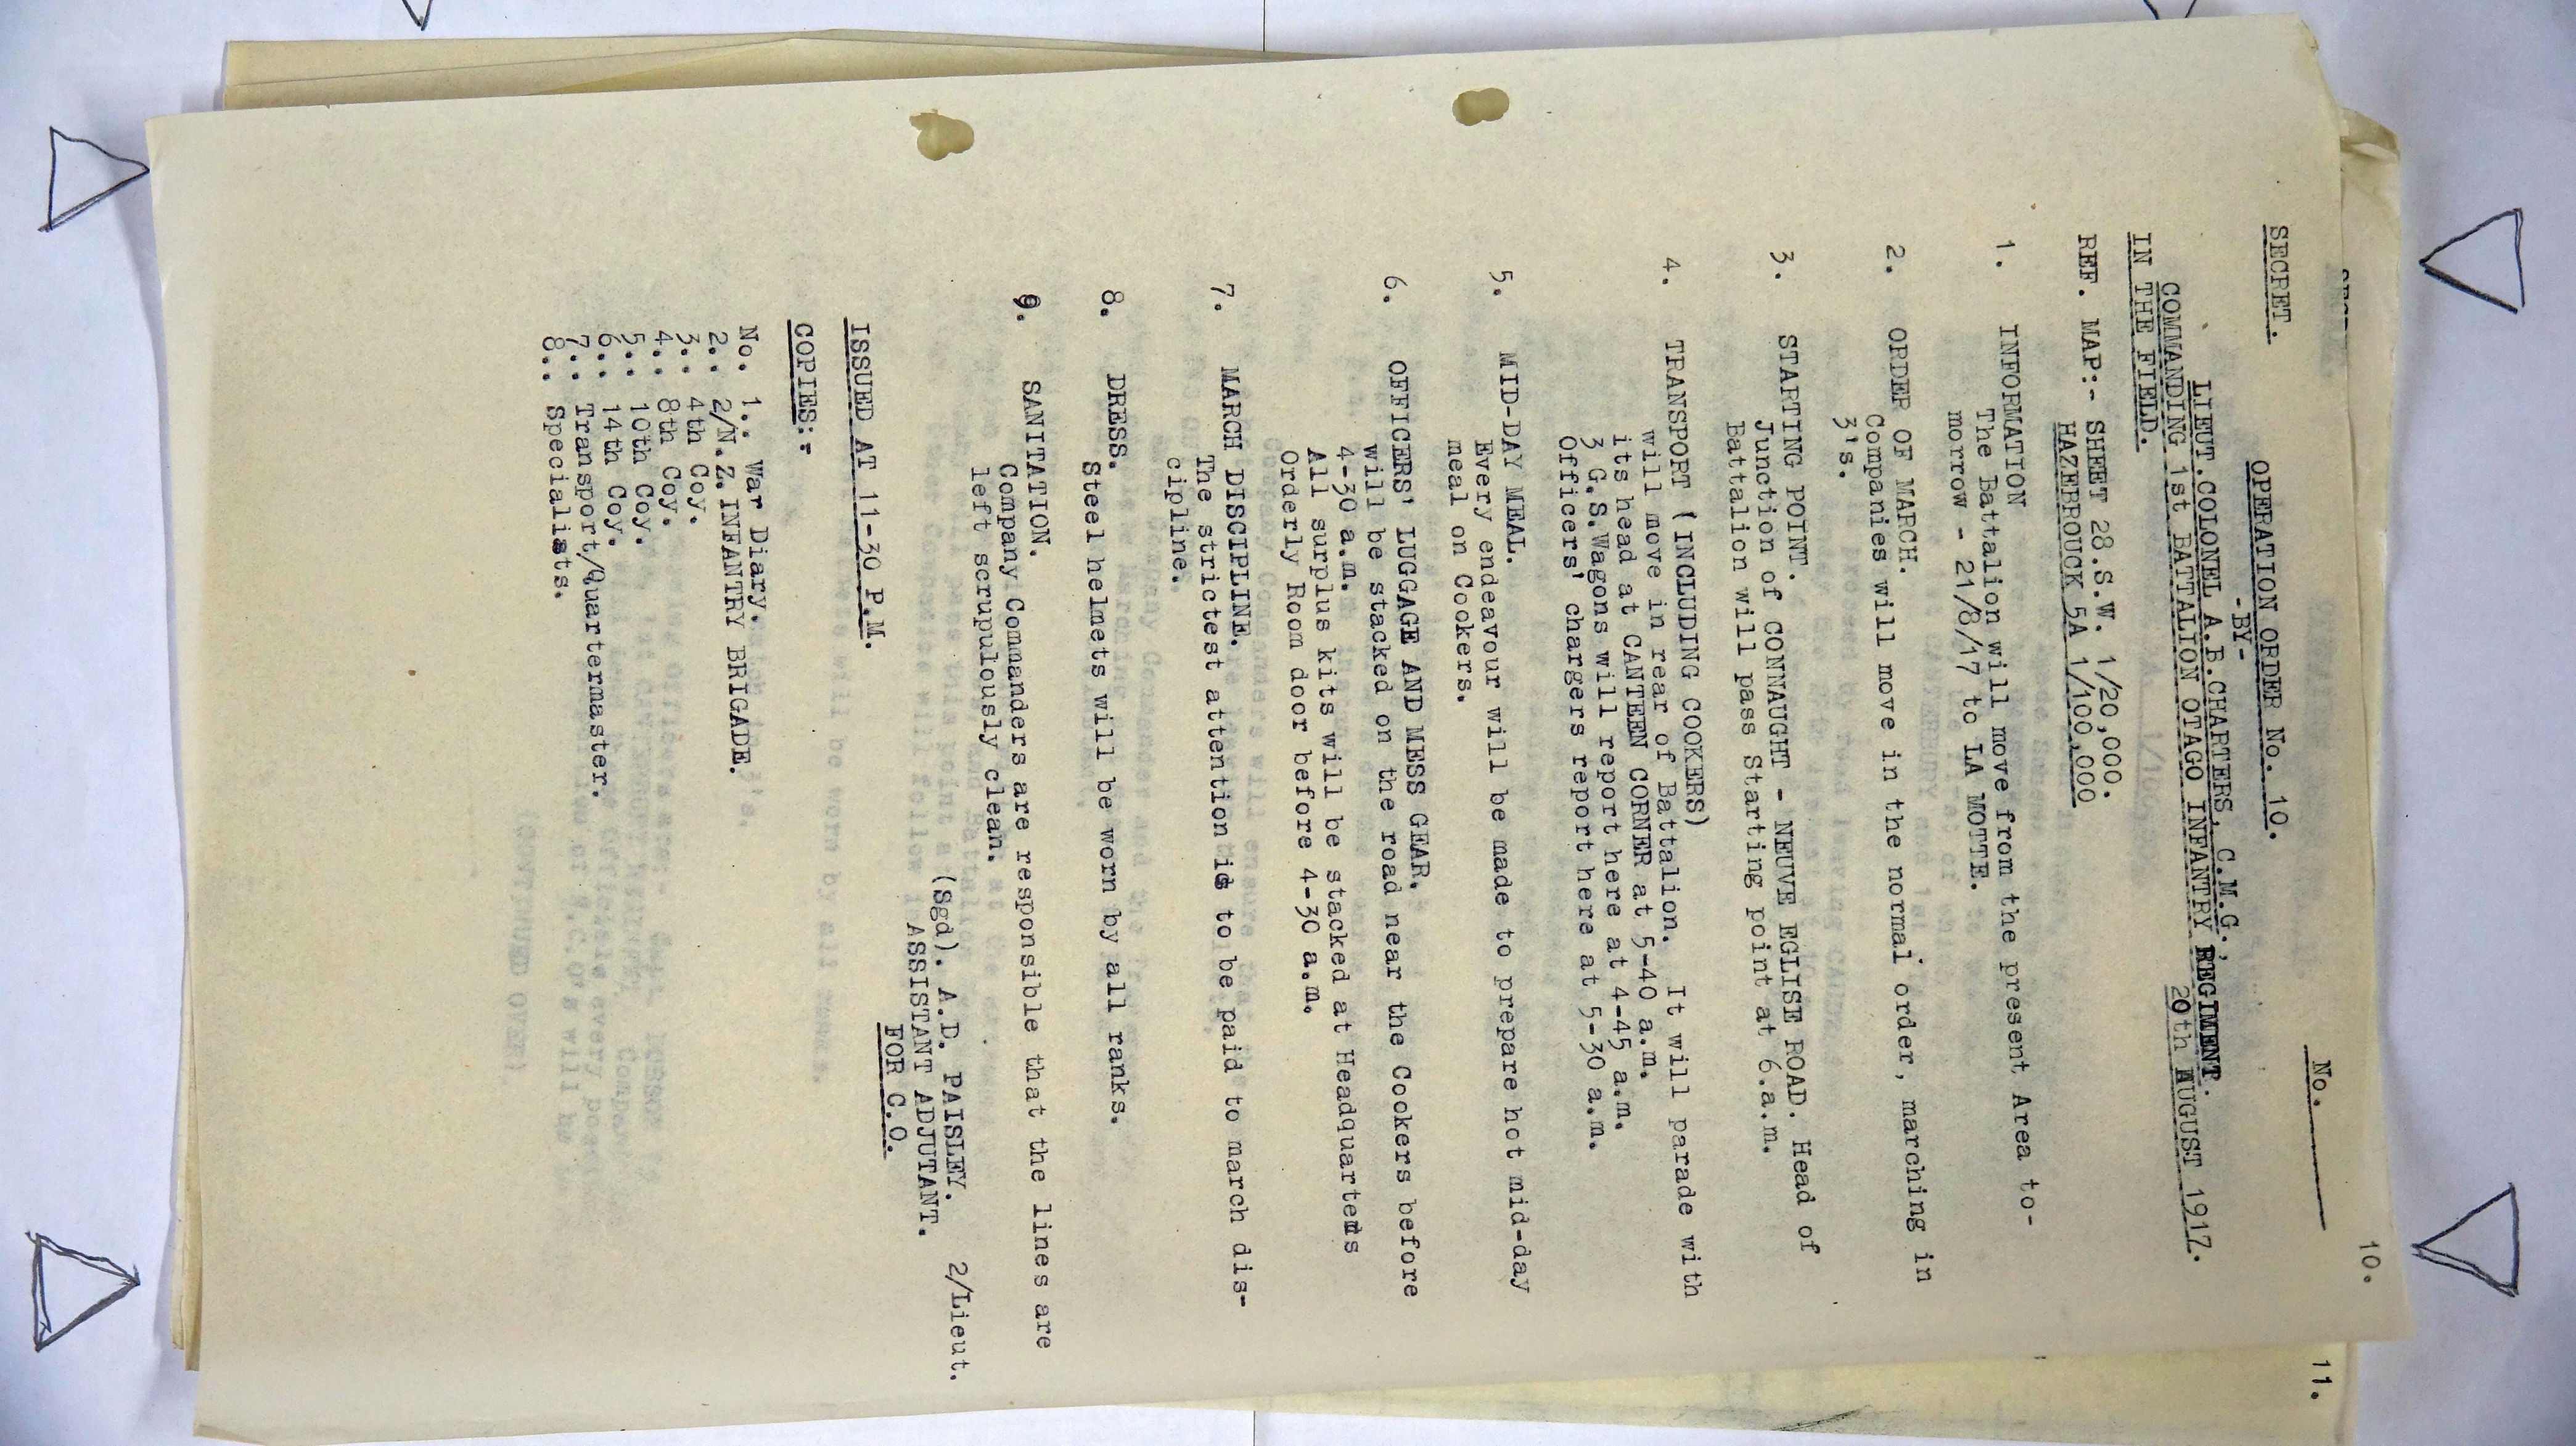 10.
No. ______
SECRET.
OPERATION ORDER No. 10.
-BY-
LIEUT.COLONEL A.B.CHARTERS, C.M.G.,
COMMANDING 1st BATTALION OTAGO INFANTRY REGIMENT.
IN THE FIELD.    20th AUGUST 1917.
REF. MAP:- SHEET 28.S.W. 1/20,000.
HAZEBROUCK 5A 1/100,000
1. INFORMATION
The Battalion will move from the present Area to-
morrow - 21/8/17 to LA MOTTE.
2. ORDER OF MARCH.
Companies will move in the normal order, marching in
3's.
3. STARTING POINT.
Junction of CONNAUGHT - NEUVE EGLISE ROAD. Head of
Battalion will pass Starting point at 6.a.m.
4. TRANSPORT (INCLUDING COOKERS)
will move in rear of Battalion. It will parade with
its head at CANTEEN CORNER at 5-40 a.m.
3 G.S.Wagons will report here at 4-45 a.m.
Officers' chargers report here at 5-30 a.m.
5. MID-DAY MEAL.
Every endeavour will be made to prepare hot mid-day
meal on Cookers.
6. OFFICERS' LUGGAGE AND MESS GEAR.
will be stacked on the road near the Cookers before
4-30 a.m.
All surplus kits will be stacked at Headquarters
Orderly Room door before 4-30 a.m.
7. MARCH DISCIPLINE.
The strictest attention is to be paid to march dis-
cipline.
8. DRESS.
Steel helmets will be worn by all ranks.
9. SANITATION.
Company Commanders are responsible that the lines are
left scrupulously clean.
(Sgd). A.D. PAISLEY. 2/Lieut.
ASSISTANT ADJUTANT.
FOR C.O.
ISSUED AT 11-30 P.M.
COPIES:-
No. 1.. War Diary.
2.. 2/N.Z.INFANTRY BRIGADE.
3.. 4th Coy.
4.. 8th Coy.
5.. 10th Coy.
6.. 14th Coy.
7.. Transport/Quartermaster.
8.. Specialists.
11.